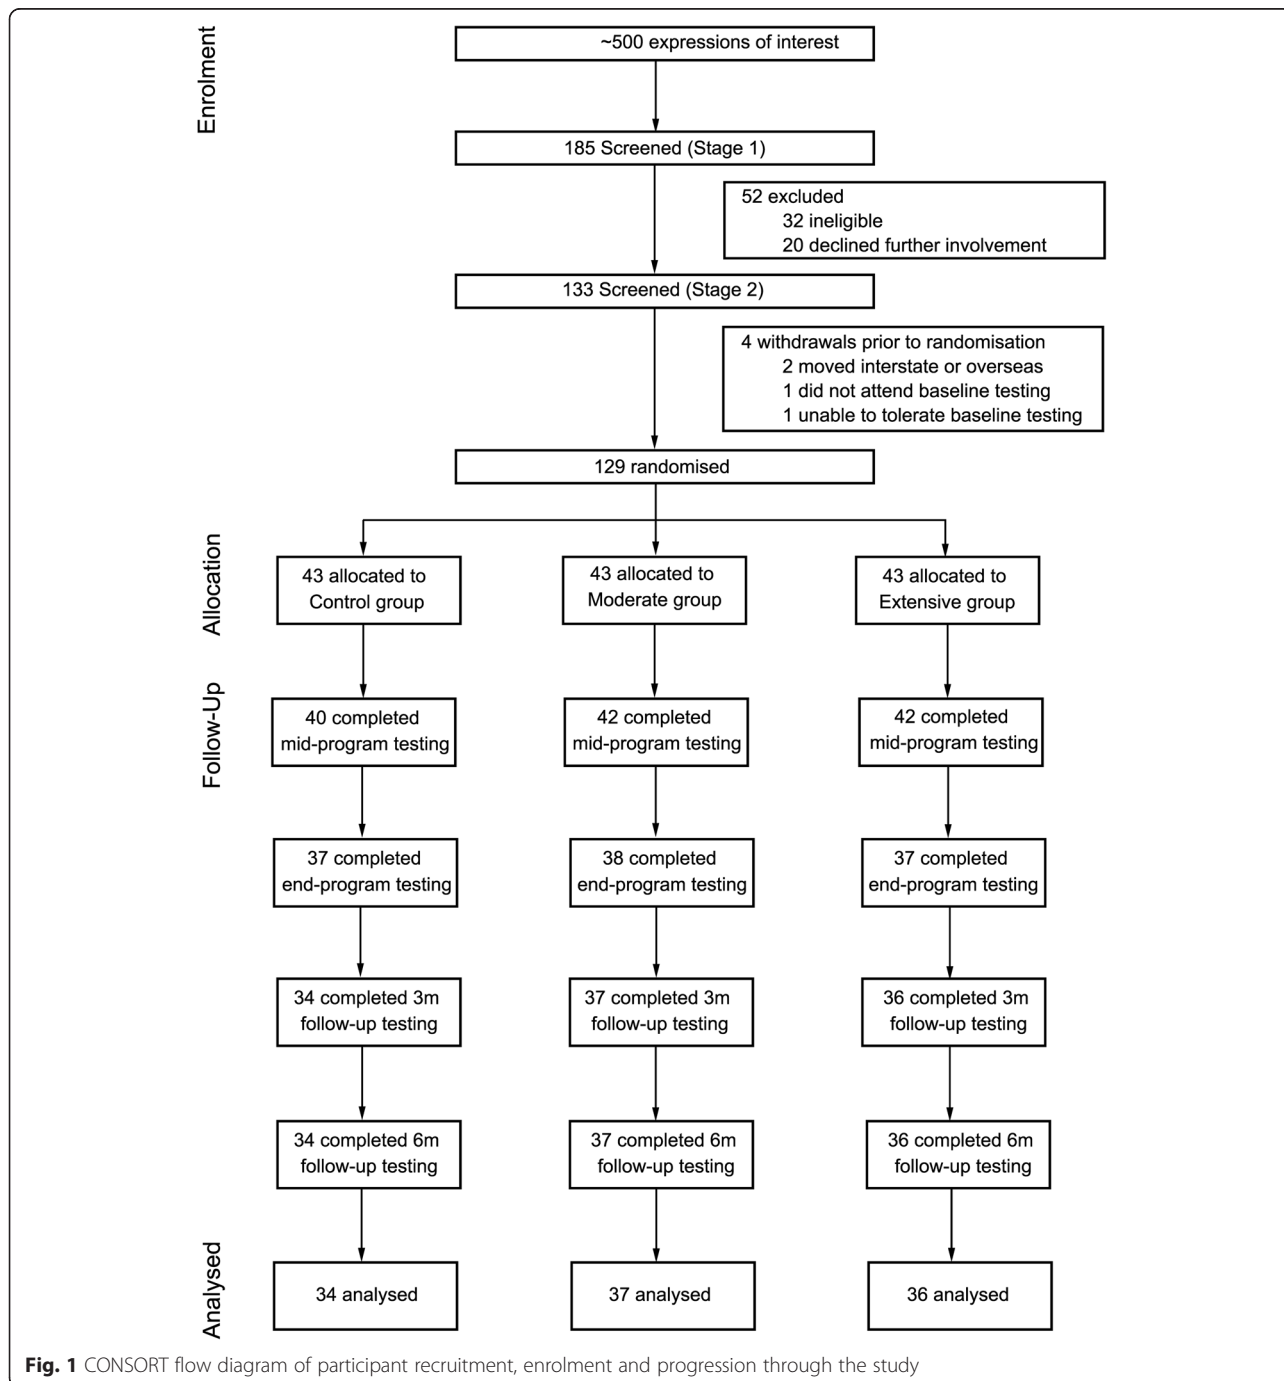 Enrolment
~500 expressions of interest
185 Screened (Stage 1)
52 excluded
32 ineligible
20 declined further involvement
133 Screened (Stage 2)
4 withdrawals prior to randomisation
2 moved interstate or overseas
1 did not attend baseline testing
1 unable to tolerate baseline testing
129 randomised
Allocation
43 allocated to
Control group
43 allocated to
Moderate group
43 allocated to
Extensive group
Follow-Up
40 completed
mid-program testing
42 completed
mid-program testing
42 completed
mid-program testing
37 completed
end-program testing
38 completed
end-program testing
37 completed
end-program testing
34 completed 3m
follow-up testing
37 completed 3m
follow-up testing
36 completed 3m
follow-up testing
34 completed 6m
follow-up testing
37 completed 6m
follow-up testing
36 completed 6m
follow-up testing
Analysed
34 analysed
37 analysed
36 analysed
Fig. 1 CONSORT flow diagram of participant recruitment, enrolment and progression through the study